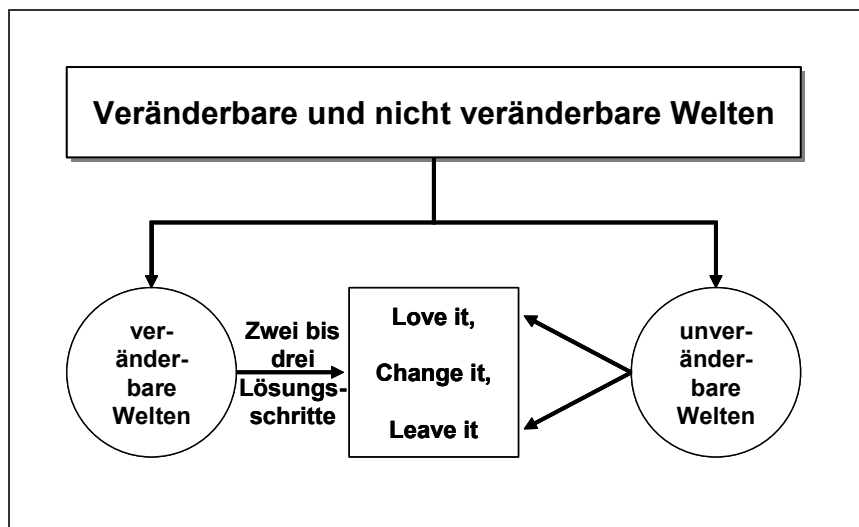 Veränderbare und nicht veränderbare Welten
ver-
änder-
bare
Welten
Zwei bis
drei
Lösungs-
schritte
Love it,
Change it,
Leave it
unver-
änder-
bare
Welten